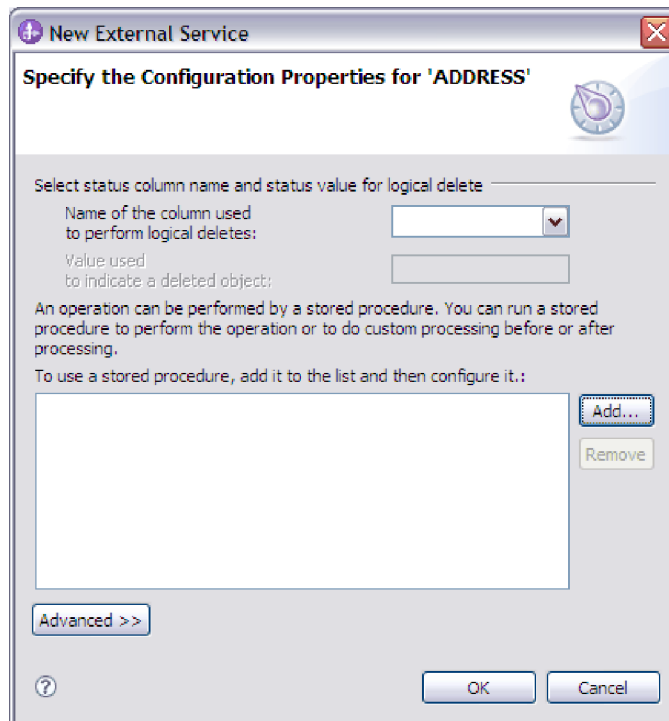 New External Service
Specify the Configuration Properties for 'ADDRESS'
Select status column name and status value for logical delete
Name of the column used
to perform logical deletes:
Value used
to indicate a deleted object:
An operation can be performed by a stored procedure. You can run a stored
procedure to perform the operation or to do custom processing before or after
processing.
To use a stored procedure, add it to the list and then configure it.:
Add...
Remove
Advanced >>
?
OK
Cancel